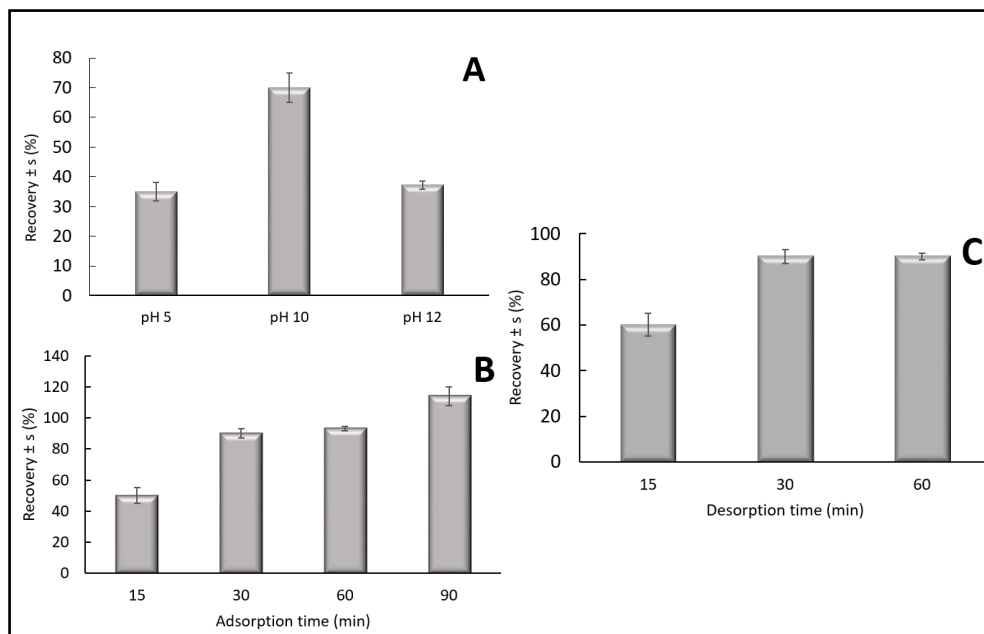 A
Recovery ± s (%)
80
70
60
50
40
30
20
10
0
pH 5 pH 10 pH 12
B
Recovery ± s (%)
140
120
100
80
60
40
20
0
15 30 60 90
Adsorption time (min)
C
Recovery ± s (%)
100
80
60
40
20
0
15 30 60
Desorption time (min)